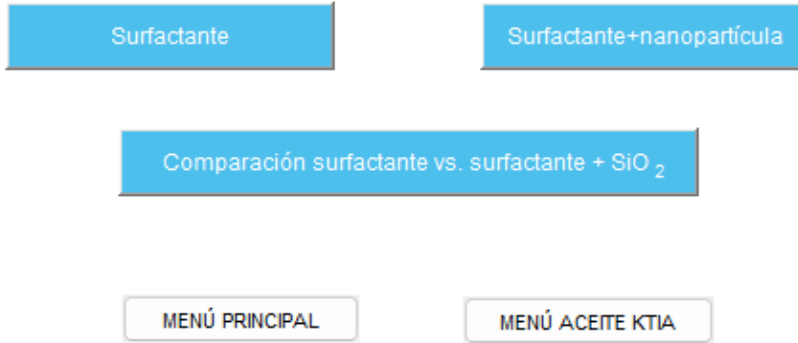 Surfactante
Surfactante+nanopartícula
Comparación surfactante vs. surfactante + SiO 2
MENÚ PRINCIPAL
MENÚ ACEITE KTIA